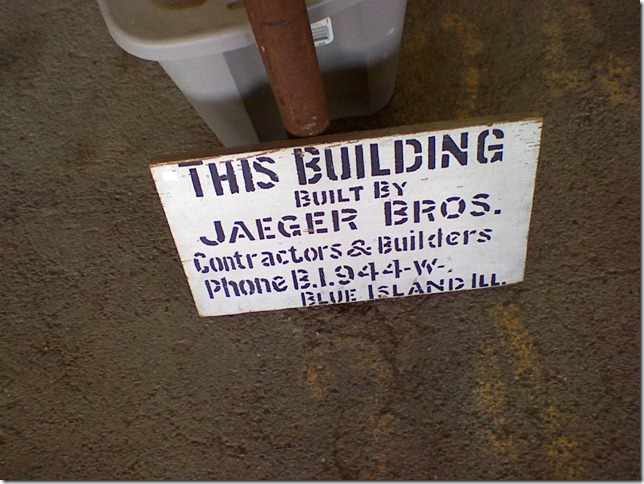 THIS BUILDING
BUILT BY
JAEGER BROS.
Contractors & Builders
Phone B.I.944-W-.
BLUE ISLAND ILL.